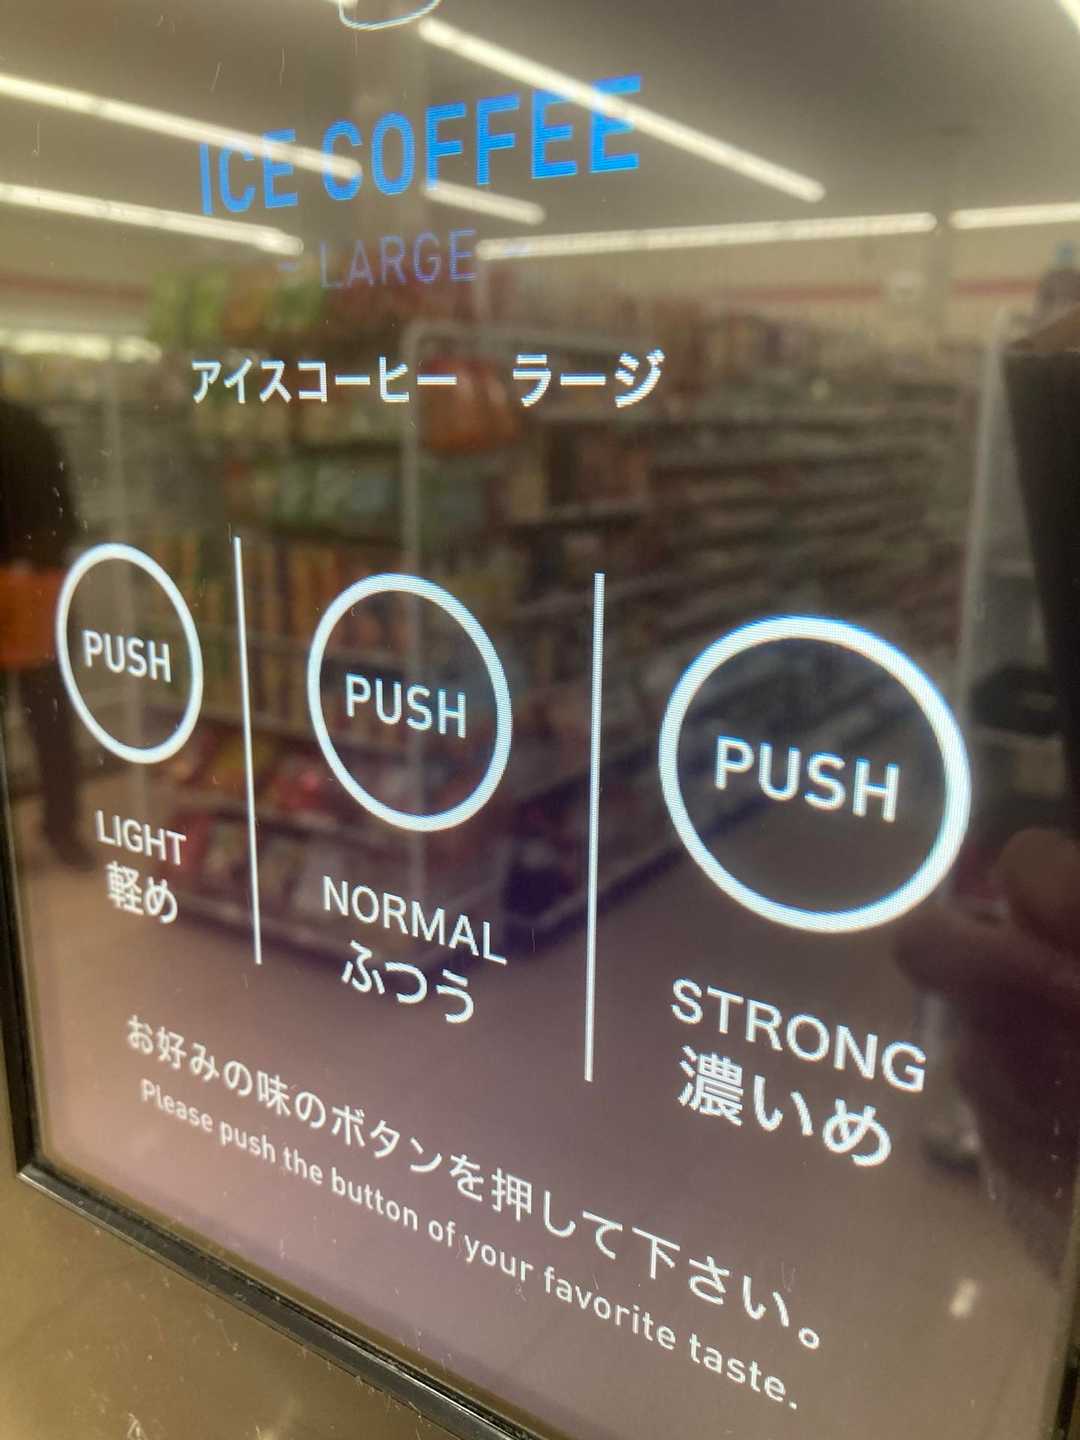 ICE COFFEE
- LARGE -
アイスコーヒー ラージ
PUSH
LIGHT
軽め
PUSH
NORMAL
ふつう
PUSH
STRONG
濃いめ
お好みの味のボタンを押して下さい。
Please push the button of your favorite taste.